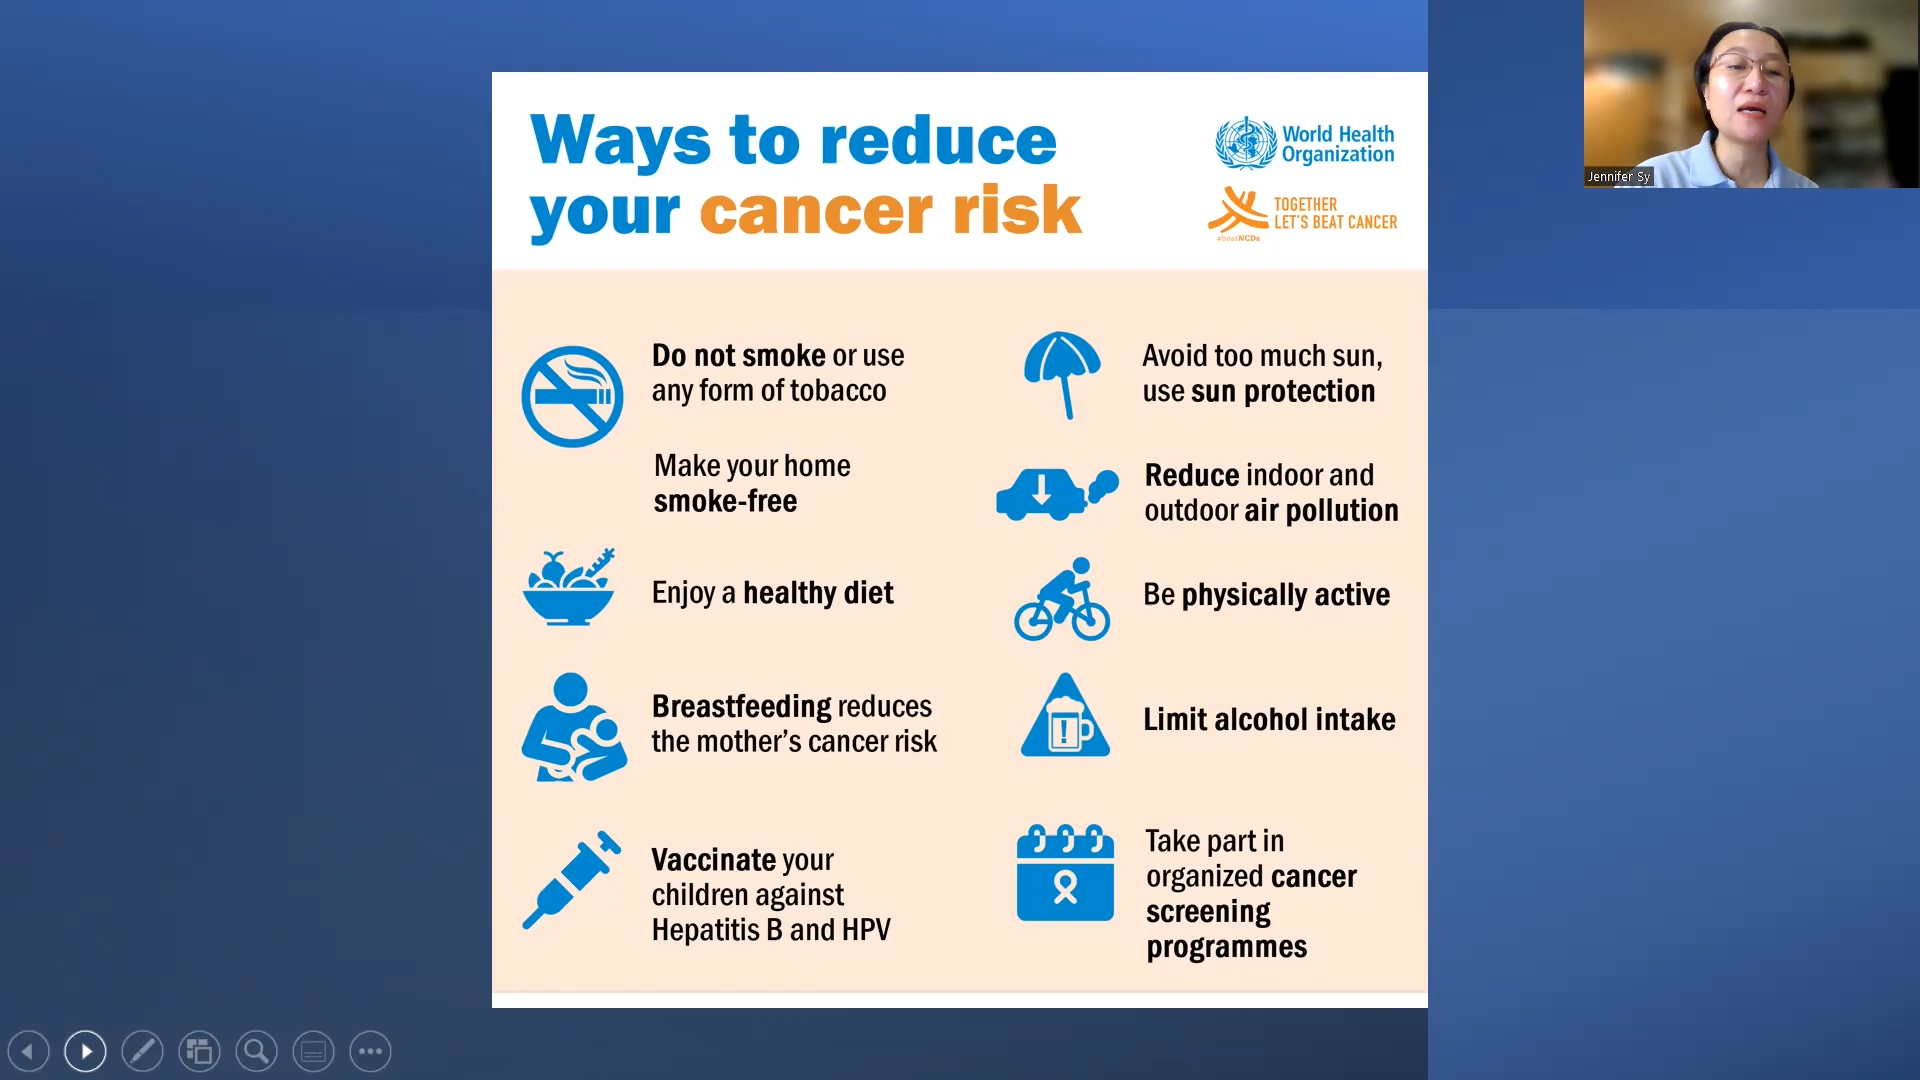 Ways to reduce
your cancer risk
World Health
Organization
TOGETHER
LET'S BEAT CANCER
#beatNCDs
Do not smoke or use
any form of tobacco
Make your home
smoke-free
Enjoy a healthy diet
Breastfeeding reduces
the mother's cancer risk
Vaccinate your
children against
Hepatitis B and HPV
Avoid too much sun,
use sun protection
Reduce indoor and
outdoor air pollution
Be physically active
!
Limit alcohol intake
Take part in
organized cancer
screening
programmes
Jennifer Sy